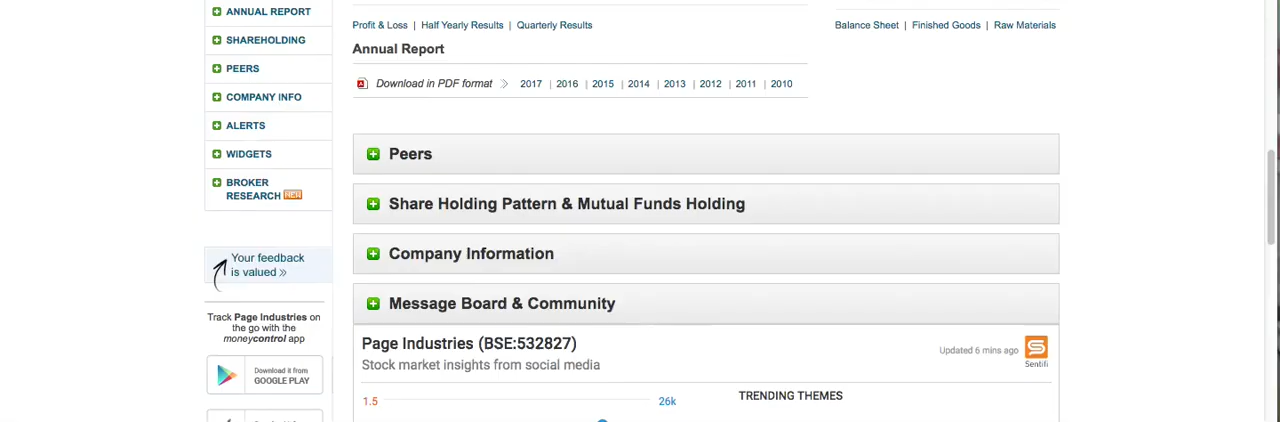 ANNUAL REPORT
SHAREHOLDING
PEERS
COMPANY INFO
ALERTS
WIDGETS
BROKER
RESEARCH NEW
Your feedback
is valued »
Track Page Industries on
the go with the
moneycontrol app
Download it from
GOOGLE PLAY
Profit & Loss | Half Yearly Results | Quarterly Results
Balance Sheet | Finished Goods | Raw Materials
Annual Report
Download in PDF format 2017 | 2016 | 2015 | 2014 | 2013 | 2012 | 2011 | 2010
Peers
Share Holding Pattern & Mutual Funds Holding
Company Information
Message Board & Community
Page Industries (BSE:532827)
Stock market insights from social media
Updated 6 mins ago
Sentifi
1.5
26k
TRENDING THEMES